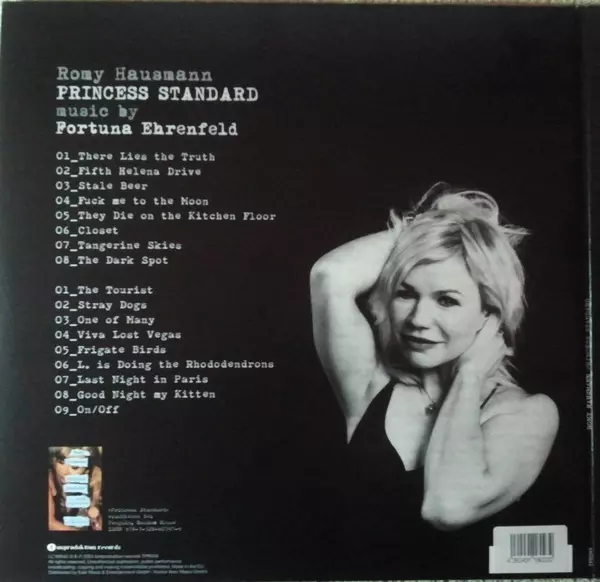 Romy Hausmann
PRINCESS STANDARD
music by
Fortuna Ehrenfeld
01_There Lies the Truth
02_Fifth Helena Drive
03_Stale Beer
04_Fuck me to the Moon
05_They Die on the Kitchen Floor
06_Closet
07_Tangerine Skies
08_The Dark Spot
01_The Tourist
02_Stray Dogs
03_One of Many
04_Viva Lost Vegas
05_Frigate Birds
06_L. is Doing the Rhododendrons
07_Last Night in Paris
08_Good Night my Kitten
09_On/Off